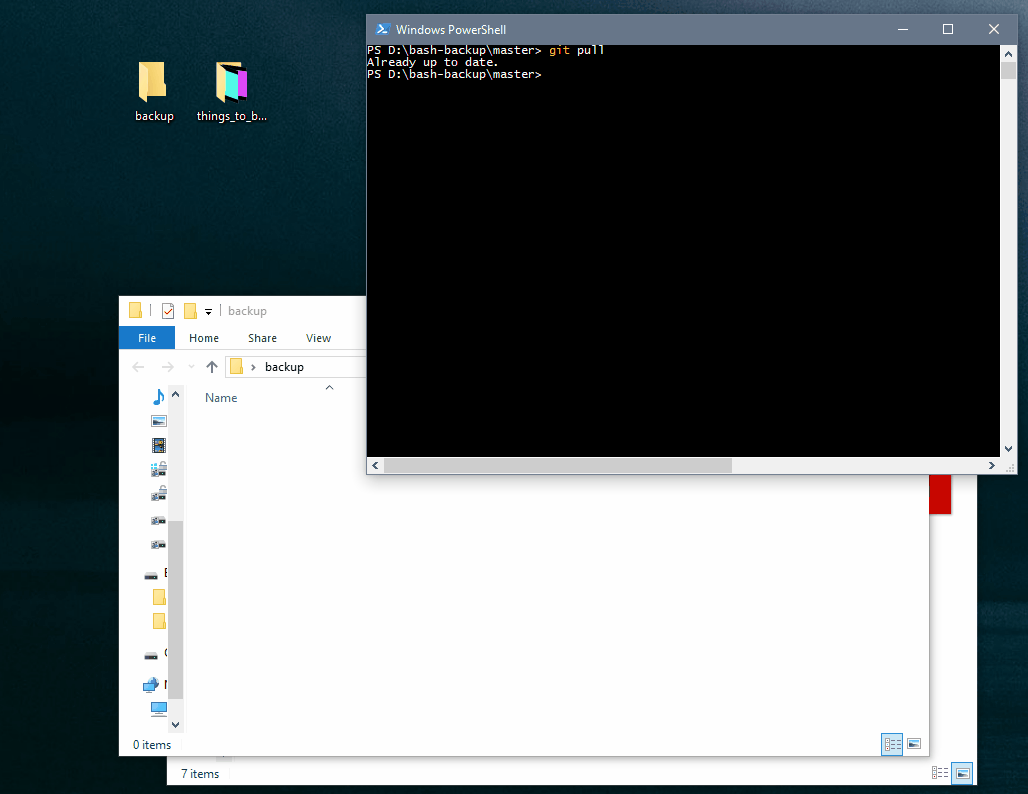 Windows PowerShell
PS D:\bash-backup\master> git pull
Already up to date.
PS D:\bash-backup\master>
backup
things_to_b...
backup
File Home Share View
backup
Name
0 items
7 items